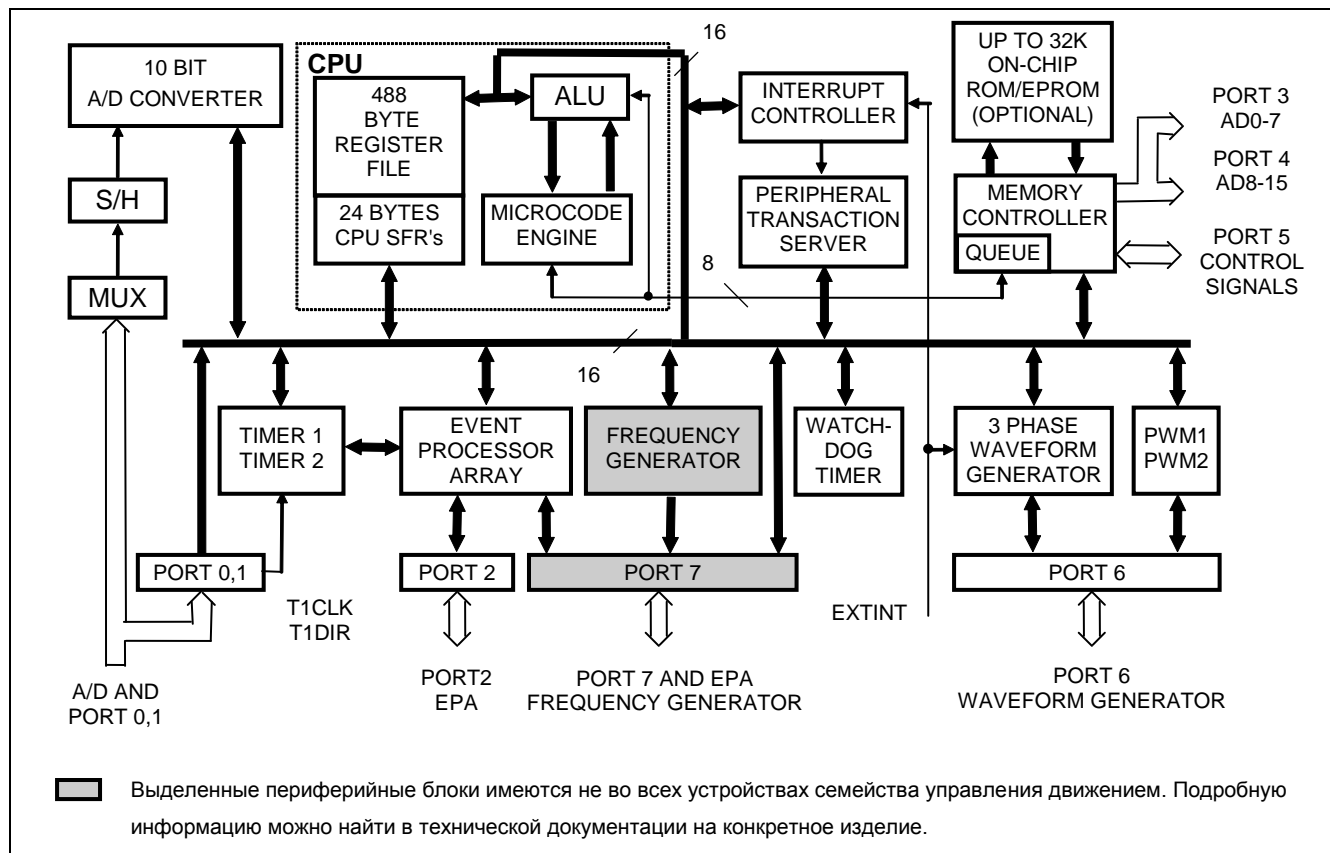 10 BIT
A/D CONVERTER
S/H
MUX
CPU
488
BYTE
REGISTER
FILE
24 BYTES
CPU SFR's
ALU
MICROCODE
ENGINE
16
INTERRUPT
CONTROLLER
PERIPHERAL
TRANSACTION
SERVER
8
UP TO 32K
ON-CHIP
ROM/EPROM
(OPTIONAL)
MEMORY
CONTROLLER
QUEUE
PORT 3
AD0-7
PORT 4
AD8-15
PORT 5
CONTROL
SIGNALS
16
TIMER 1
TIMER 2
EVENT
PROCESSOR
ARRAY
FREQUENCY
GENERATOR
WATCH-
DOG
TIMER
3 PHASE
WAVEFORM
GENERATOR
PWM1
PWM2
PORT 0,1
T1CLK
T1DIR
PORT 2
PORT 7
EXTINT
PORT 6
A/D AND
PORT 0,1
PORT2
EPA
PORT 7 AND EPA
FREQUENCY GENERATOR
PORT 6
WAVEFORM GENERATOR
Выделенные периферийные блоки имеются не во всех устройствах семейства управления движением. Подробную
информацию можно найти в технической документации на конкретное изделие.